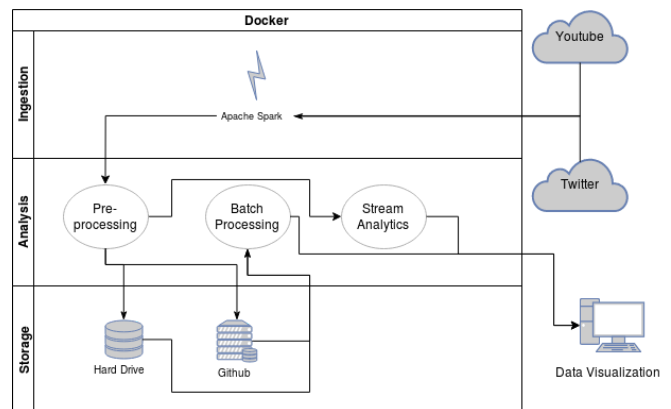 Docker
Youtube
Ingestion
Apache Spark
Twitter
Analysis
Pre-
processing
Batch
Processing
Stream
Analytics
Storage
Hard Drive
Github
Data Visualization